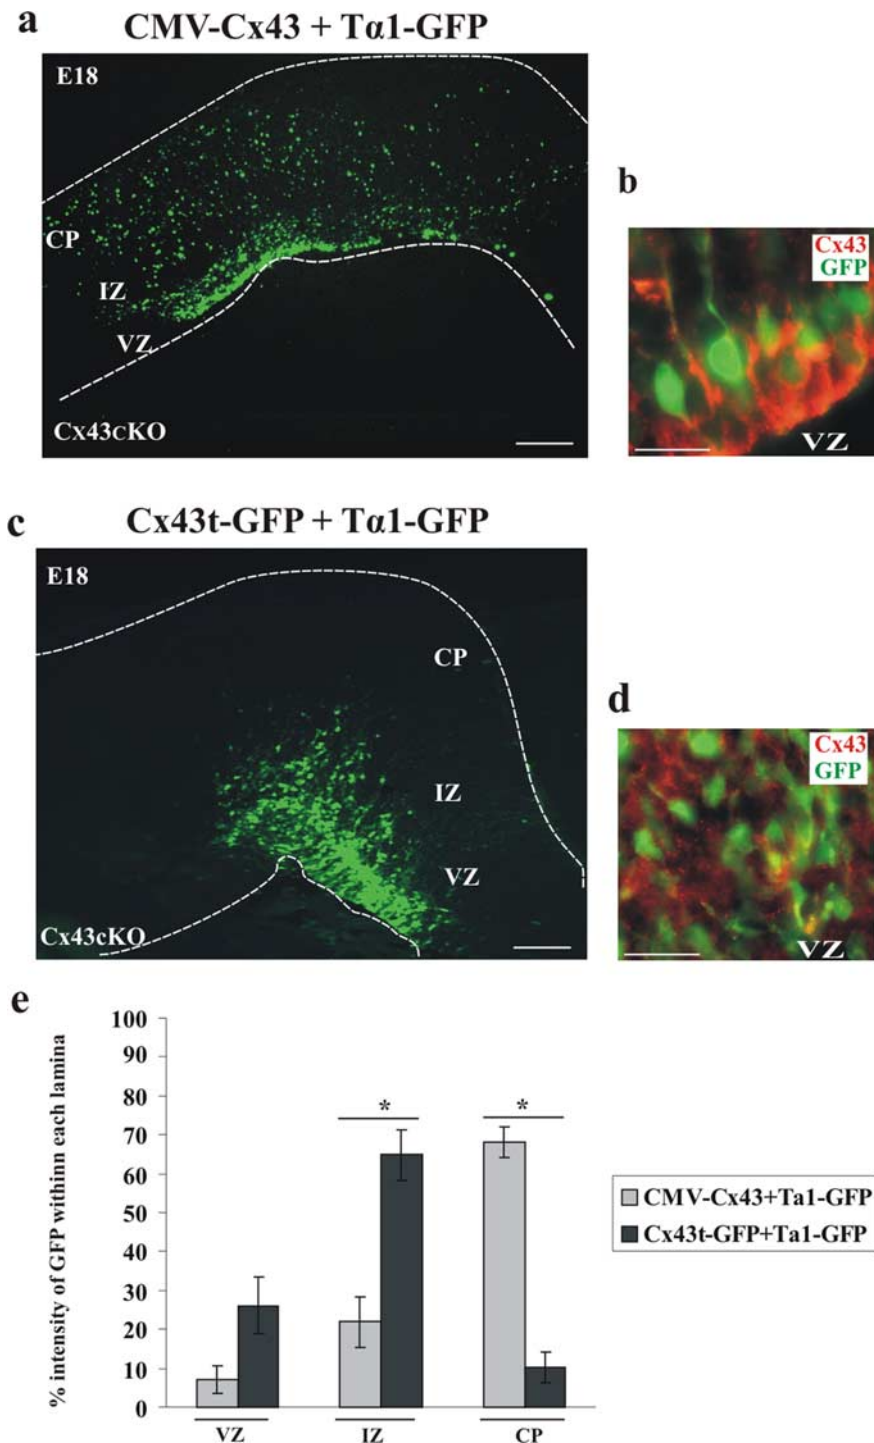 a
CMV-Cx43 + Tα1-GFP
E18
CP
IZ
VZ
Cx43cKO
b
Cx43
GFP
VZ
c
Cx43t-GFP + Tα1-GFP
E18
CP
IZ
VZ
Cx43cKO
d
Cx43
GFP
VZ
e
% intensity of GFP withinn each lamina
100
90
80
70
60
50
40
30
20
10
0
*
*
VZ
IZ
CP
CMV-Cx43+Ta1-GFP
Cx43t-GFP+Ta1-GFP